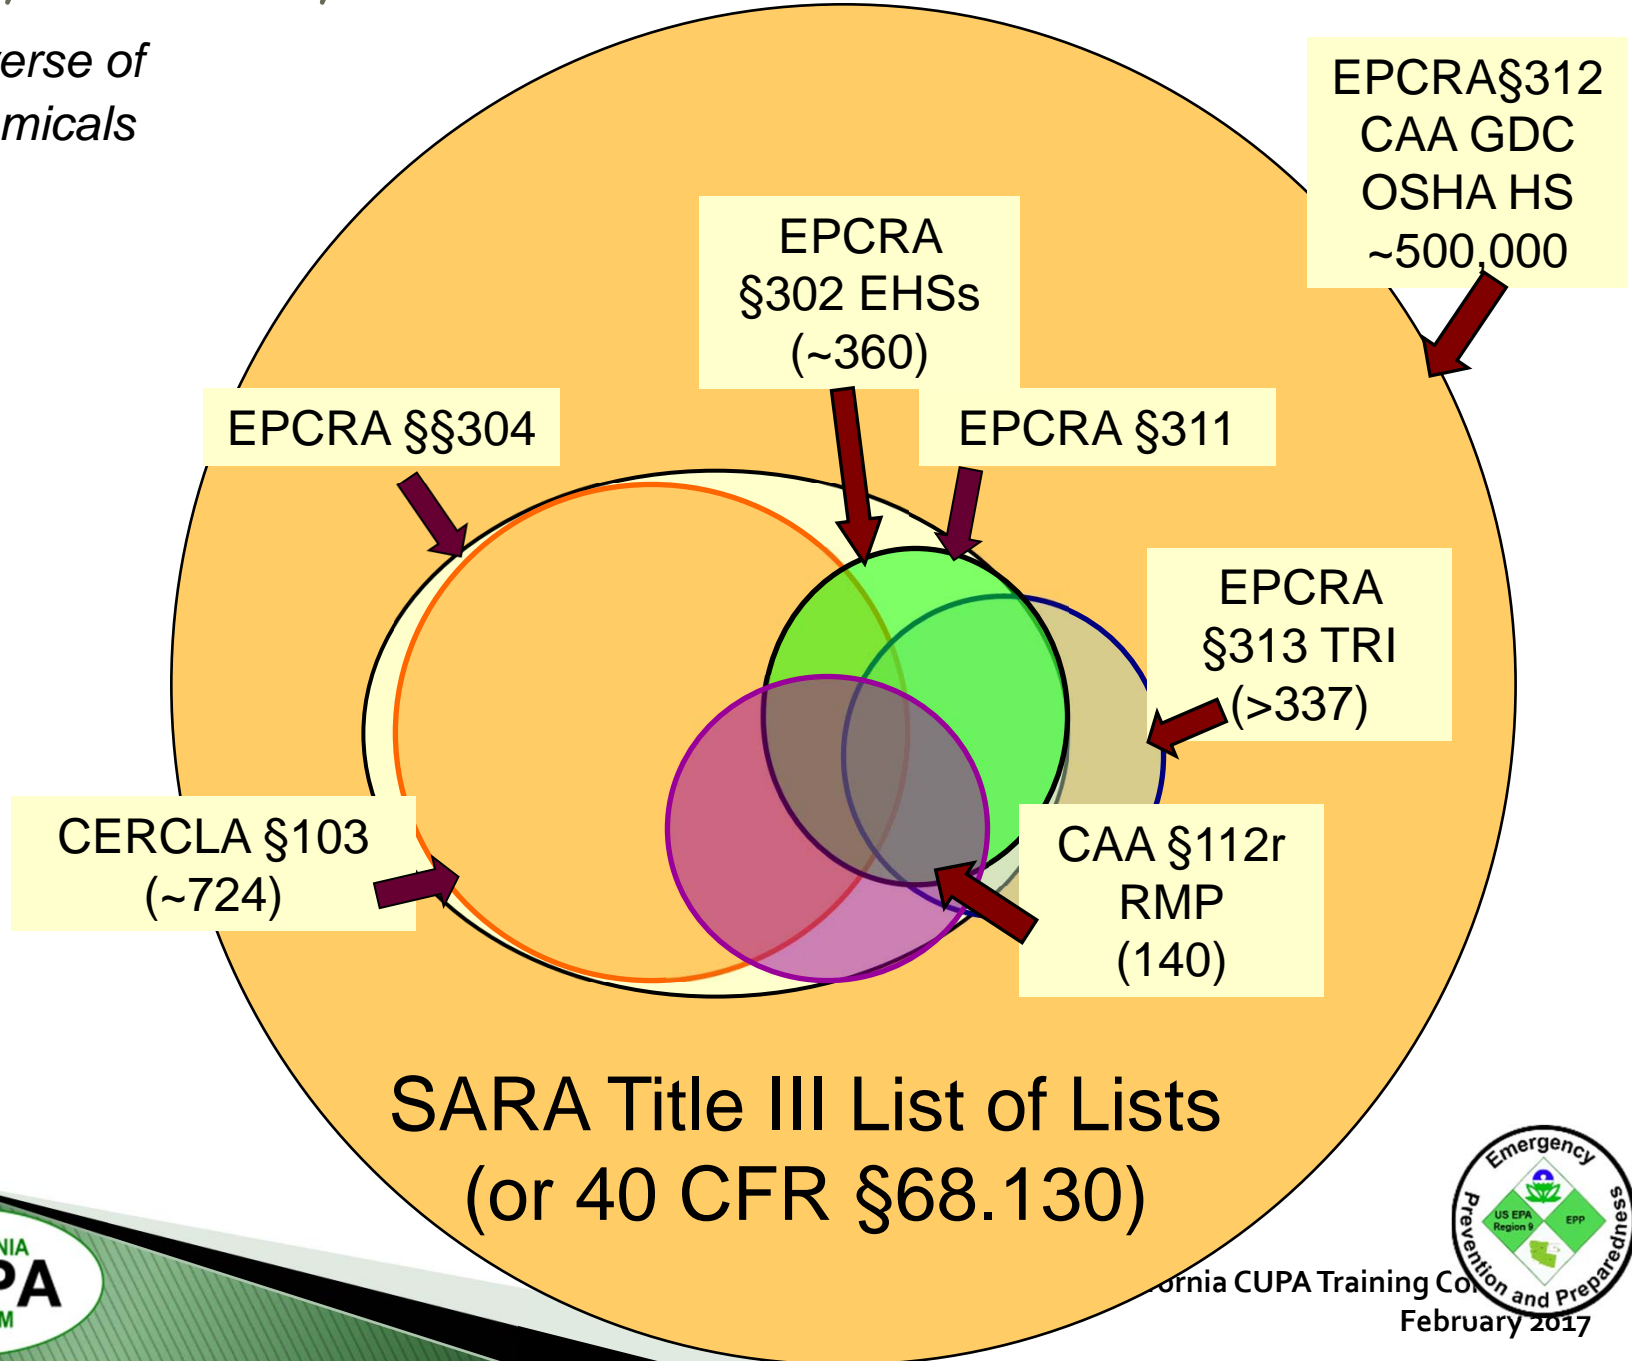 erse of
micals
EPCRA§312
CAA GDC
OSHA HS
~500,000
EPCRA
§302 EHSs
(~360)
EPCRA §§304
EPCRA §311
EPCRA
§313 TRI
(>337)
CERCLA §103
(~724)
CAA §112r
RMP
(140)
SARA Title III List of Lists
(or 40 CFR §68.130)
Emergency
Prevention and Preparedness
US EPA
Region 9
EPP
NIA
PA
M
ornia CUPA Training Co
February 2017